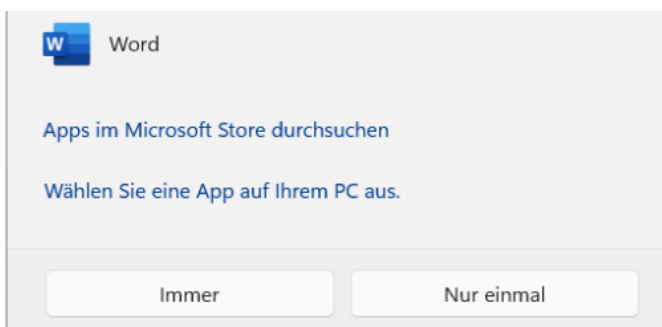 W Word
Apps im Microsoft Store durchsuchen
Wählen Sie eine App auf Ihrem PC aus.
Immer Nur einmal